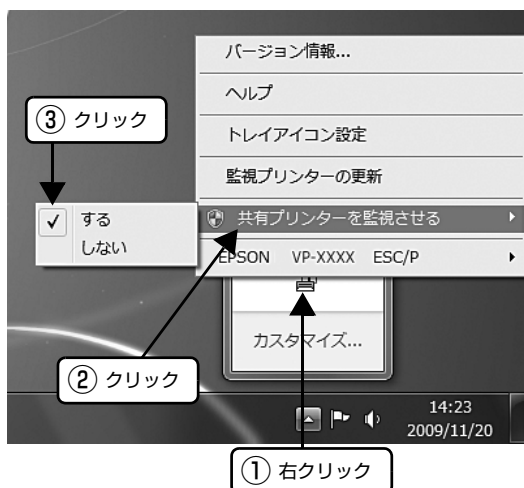 バージョン情報...
ヘルプ
③ クリック
トレイアイコン設定
監視プリンターの更新
✓ する
共有プリンターを監視させる
しない
EPSON VP-XXXX ESC/P
カスタマイズ...
② クリック
14:23
2009/11/20
① 右クリック